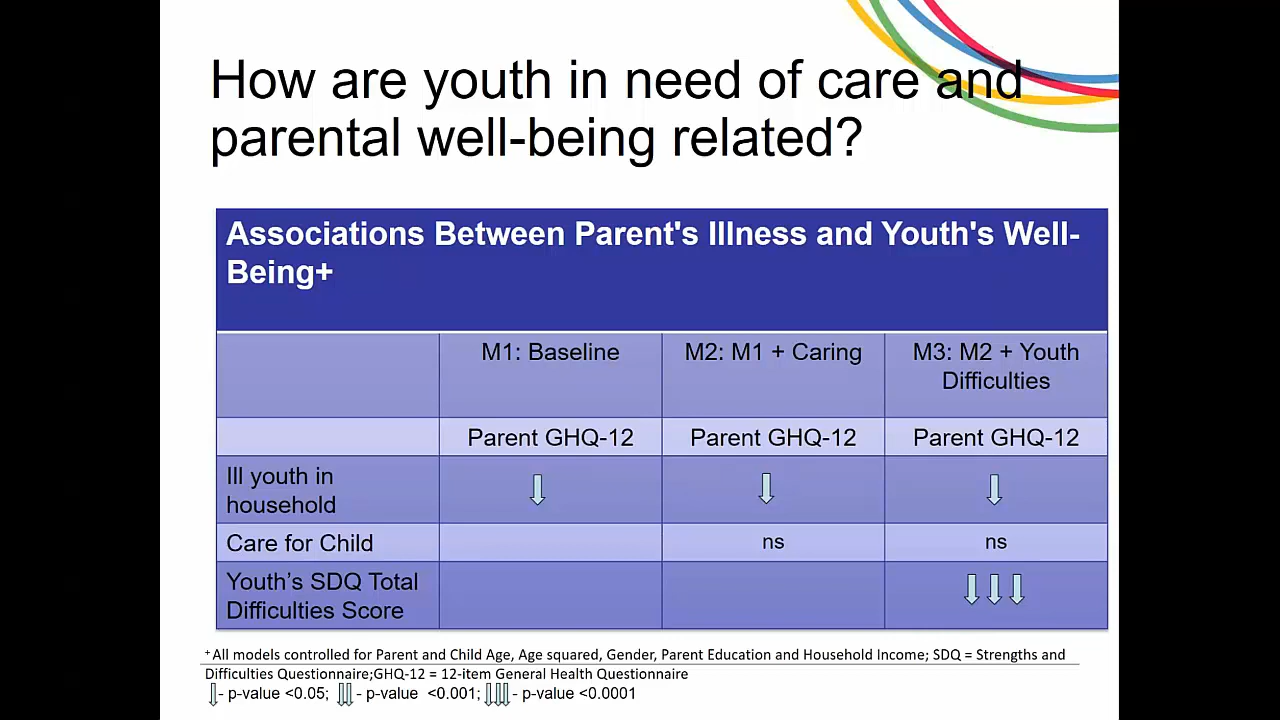 How are youth in need of care and
parental well-being related?
Associations Between Parent's Illness and Youth's Well-
Being+
M1: Baseline
M2: M1 + Caring
M3: M2 + Youth
Difficulties
Parent GHQ-12
Parent GHQ-12
Parent GHQ-12
Ill youth in
household
Care for Child
ns
ns
Youth’s SDQ Total
Difficulties Score
+All models controlled for Parent and Child Age, Age squared, Gender, Parent Education and Household Income; SDQ = Strengths and
Difficulties Questionnaire;GHQ-12 = 12-item General Health Questionnaire
- p-value <0.05; - p-value <0.001; - p-value <0.0001